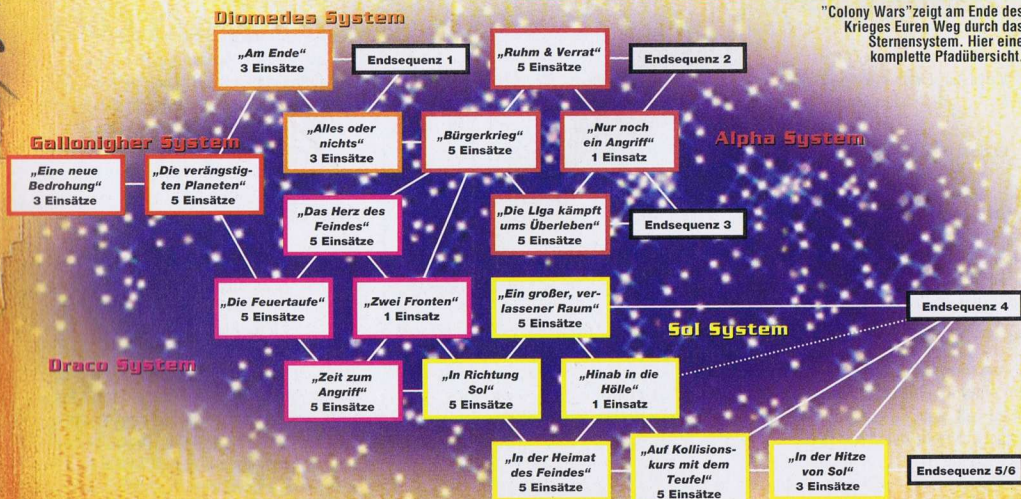 Diomedes System
"Colony Wars"zeigt am Ende des
Krieges Euren Weg durch das
Sternensystem. Hier eine
komplette Pfadübersicht.
„Am Ende“
3 Einsätze
Endsequenz 1
„Ruhm & Verrat“
5 Einsätze
Endsequenz 2
„Alles oder
nichts“
3 Einsätze
„Bürgerkrieg“
5 Einsätze
„Nur noch
ein Angriff“
1 Einsatz
Alpha System
Gallonigher System
„Eine neue
Bedrohung“
3 Einsätze
„Die verängstig-
ten Planeten“
5 Einsätze
„Das Herz des
Feindes“
5 Einsätze
„Die LIga kämpft
ums Überleben“
5 Einsätze
Endsequenz 3
„Die Feuertaufe“
5 Einsätze
„Zwei Fronten“
1 Einsatz
„Ein großer, ver-
lassener Raum“
5 Einsätze
Endsequenz 4
Sol System
Draco System
„Zeit zum
Angriff“
5 Einsätze
„In Richtung
Sol“
5 Einsätze
„Hinab in die
Hölle“
1 Einsatz
„In der Heimat
des Feindes“
5 Einsätze
„Auf Kollisions-
kurs mit dem
Teufel“
5 Einsätze
„In der Hitze
von Sol“
3 Einsätze
Endsequenz 5/6